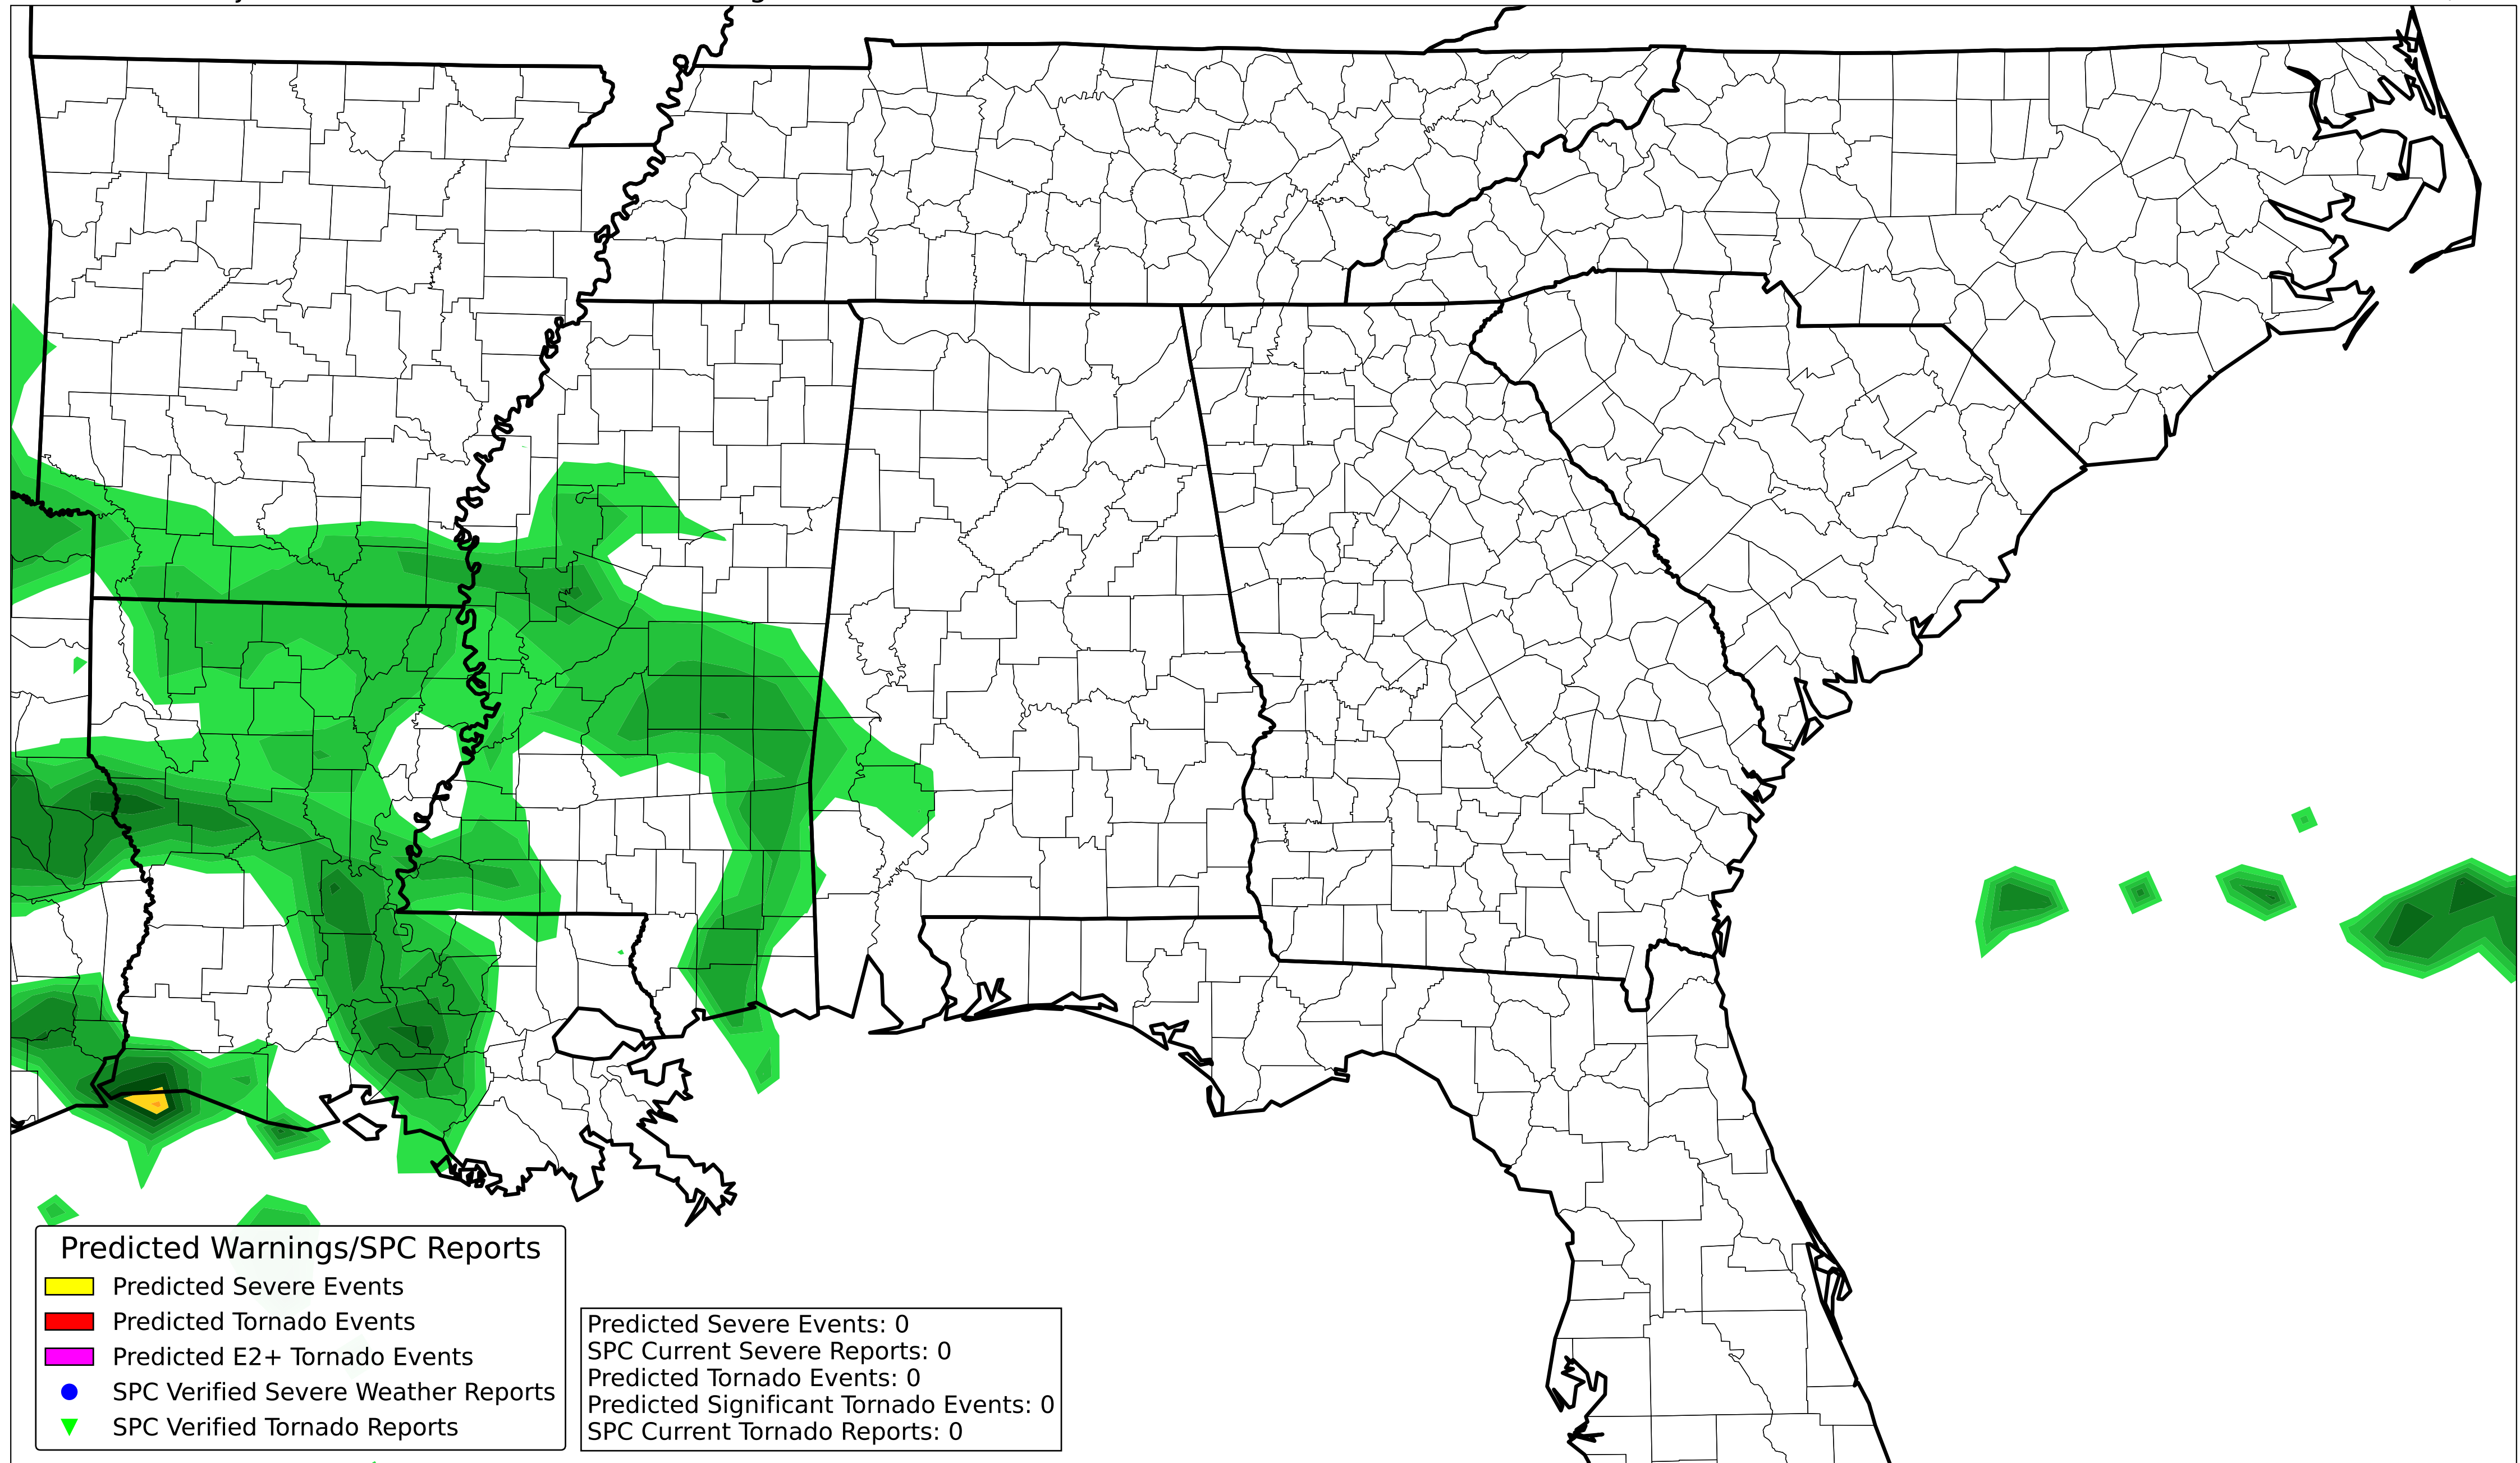 Predicted Warnings/SPC Reports
Predicted Severe Events
Predicted Tornado Events
Predicted E2+ Tornado Events
SPC Verified Severe Weather Reports
SPC Verified Tornado Reports
Predicted Severe Events: 0
SPC Current Severe Reports: 0
Predicted Tornado Events: 0
Predicted Significant Tornado Events: 0
SPC Current Tornado Reports: 0